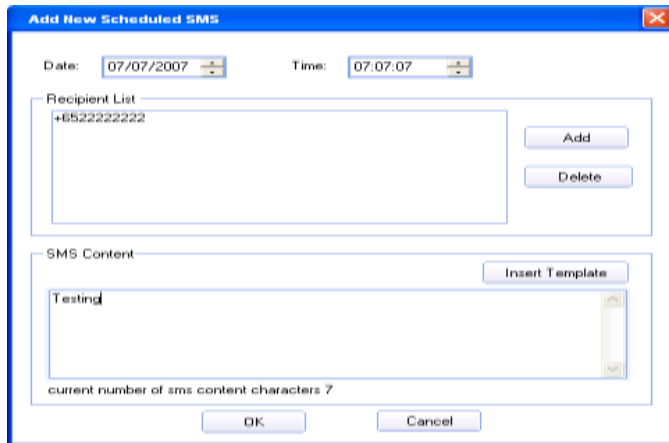 Add New Scheduled SMS
Date: 07/07/2007 Time: 07:07:07
Recipient List
+6522222222
Add
Delete
SMS Content
Insert Template
Testing
current number of sms content characters 7
OK Cancel